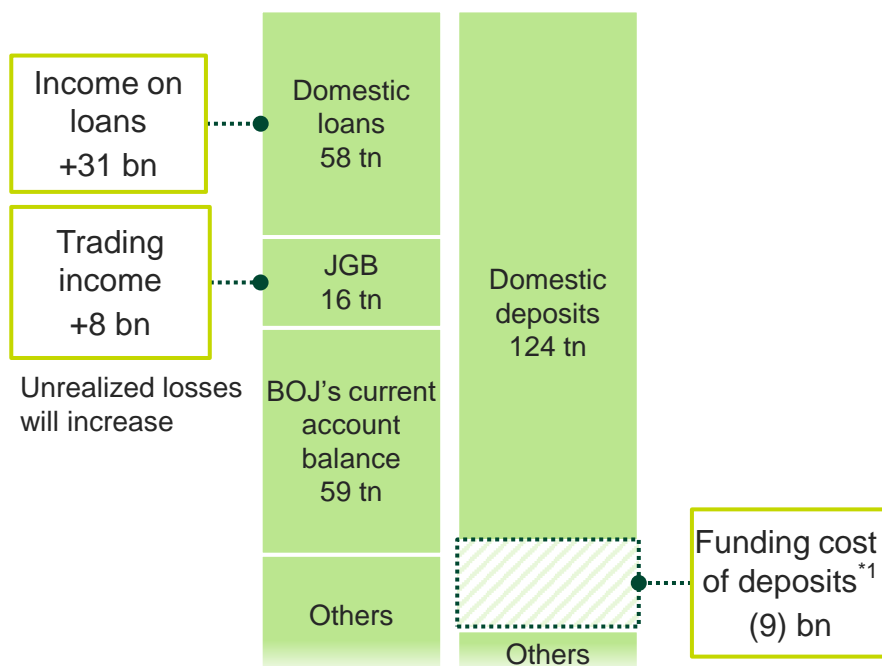 Income on
loans
+31 bn
Trading
income
+8 bn
Unrealized losses
will increase
Domestic
loans
58 tn
JGB
16 tn
BOJ's current
account
balance
59 tn
Others
Domestic
deposits
124 tn
Others
Funding cost
of deposits*1
(9) bn